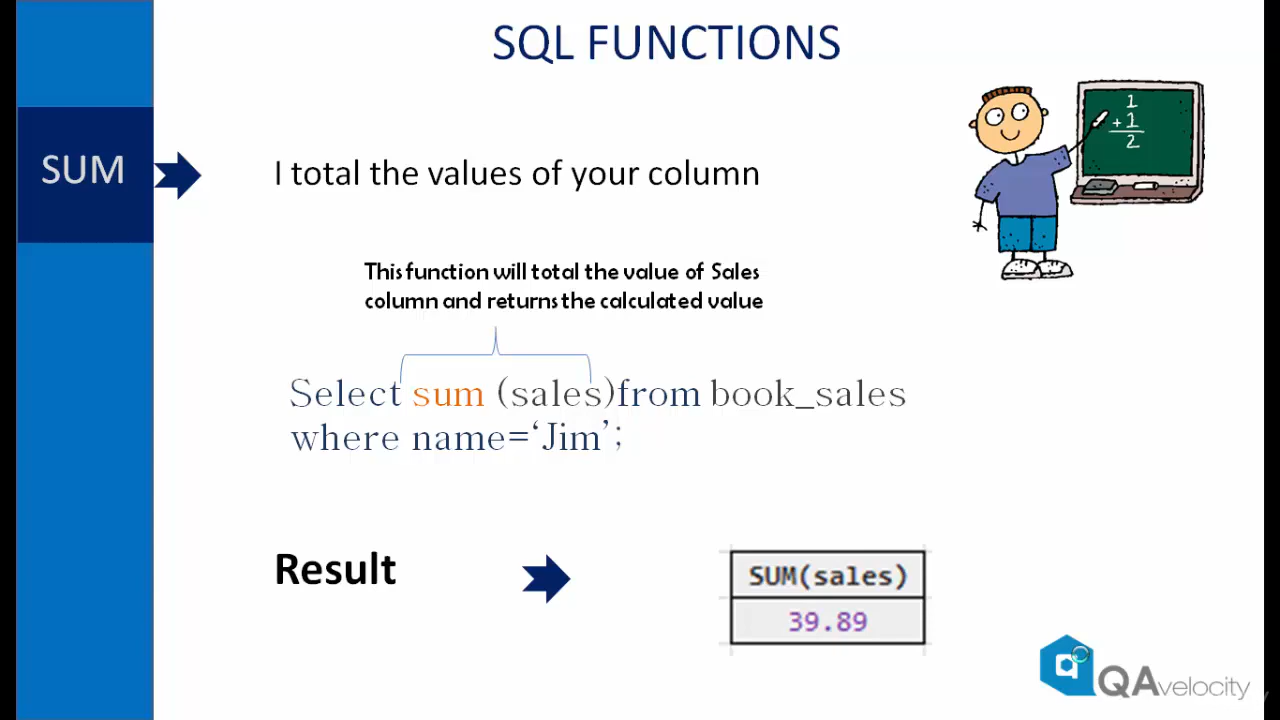 SQL FUNCTIONS
SUM
I total the values of your column
1
+1
2
This function will total the value of Sales
column and returns the calculated value
Select sum (sales)from book_sales
where name=‘Jim’;
Result
SUM(sales)
39.89
QAvelocity